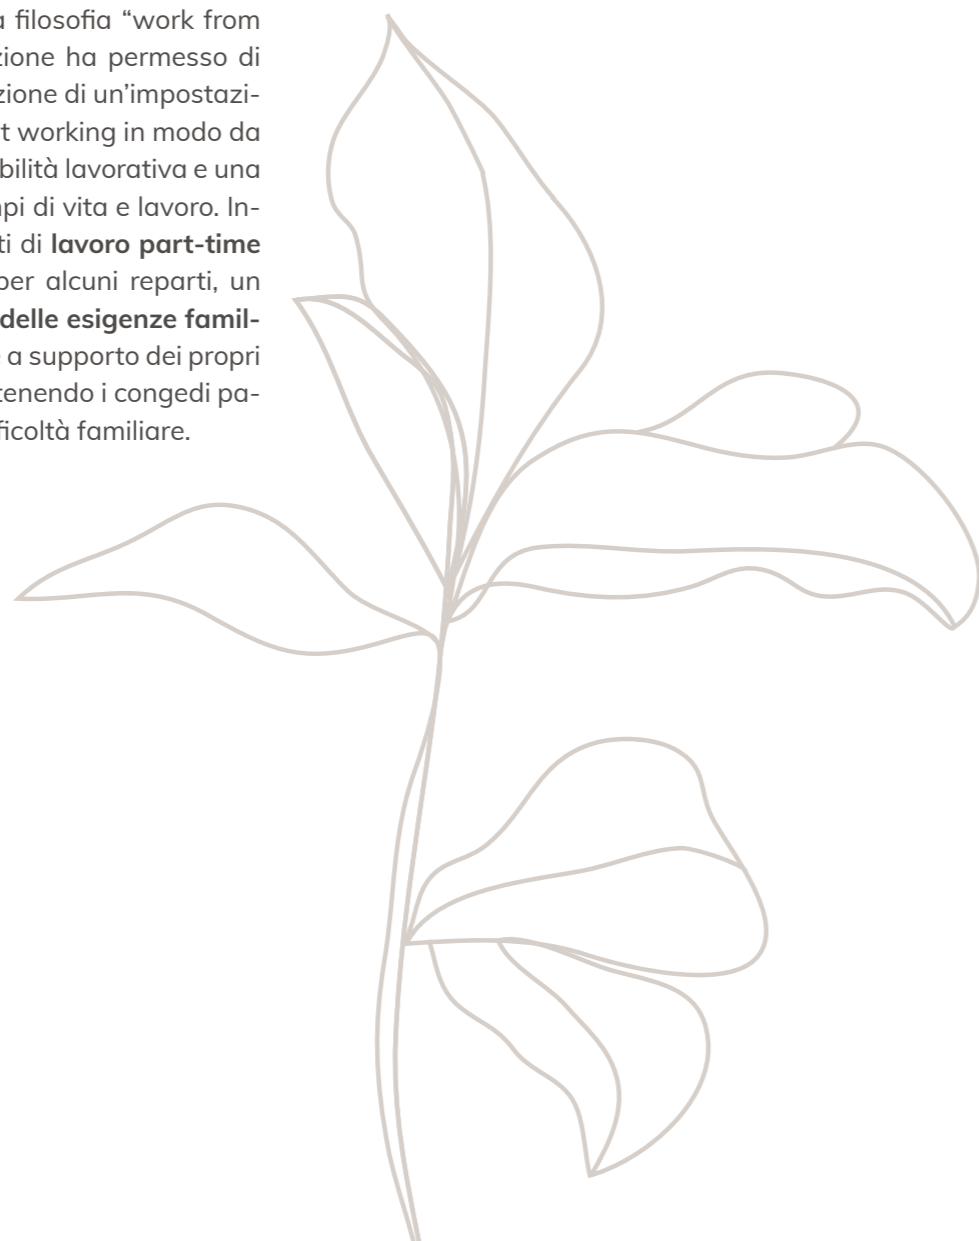 a filosofia “work from
zione ha permesso di
zione di un’impostazi-
t working in modo da
bilità lavorativa e una
pi di vita e lavoro. In-
ti di lavoro part-time
per alcuni reparti, un
delle esigenze famil-
a supporto dei propri
tenendo i congedi pa-
ficoltà familiare.